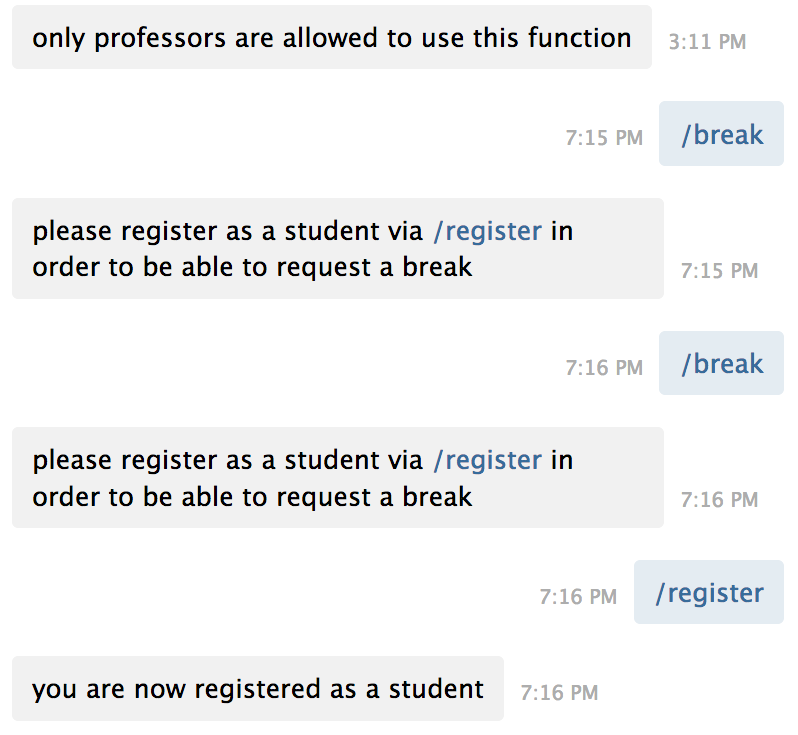 only professors are allowed to use this function 3:11 PM
7:15 PM /break
please register as a student via /register in
order to be able to request a break 7:15 PM
7:16 PM /break
please register as a student via /register in
order to be able to request a break 7:16 PM
7:16 PM /register
you are now registered as a student 7:16 PM